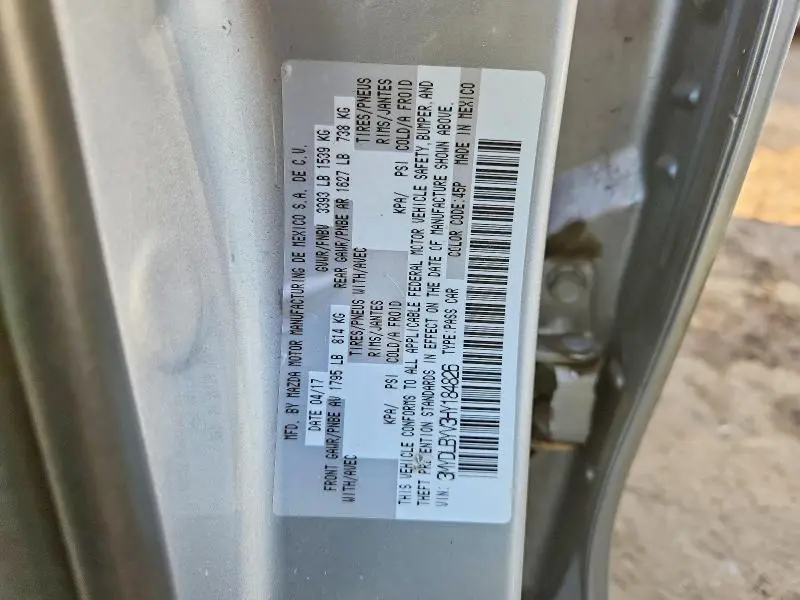 MFD. BY MAZDA MOTOR MANUFACTURING DE MEXICO S.A. DE C.V.
DATE 04/17 GVWR/PNBV 3393 LB 1539 KG
FRONT GAWR/PNBE AV 1795 LB 814 KG REAR GAWR/PNBE AR 1627 LB 738 KG
WITH/AVEC TIRES/PNEUS WITH/AVEC TIRES/PNEUS
RIMS/JANTES RIMS/JANTES
KPA/ PSI COLD/A FROID KPA/ PSI COLD/A FROID
THIS VEHICLE CONFORMS TO ALL APPLICABLE FEDERAL MOTOR VEHICLE SAFETY, BUMPER, AND
THEFT PREVENTION STANDARDS IN EFFECT ON THE DATE OF MANUFACTURE SHOWN ABOVE.
VIN: 3MYDLBYV3HY184826 TYPE:PASS CAR COLOR CODE:45P MADE IN MEXICO